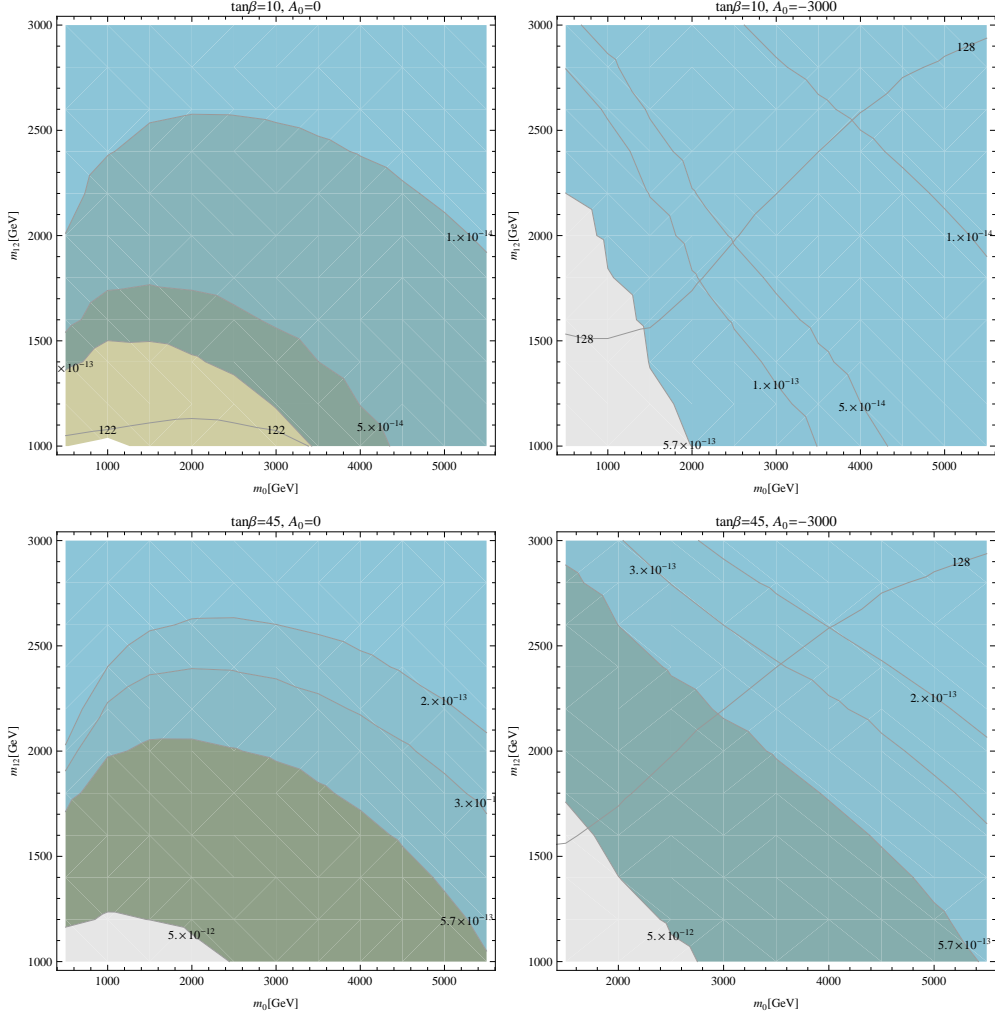 tanβ=10, A₀=0
3000
2500
2000
1500
1000
m₁₂[GeV]
1.×10⁻¹⁴
×10⁻¹³
5.×10⁻¹⁴
122
122
1000 2000 3000 4000 5000
m₀[GeV]
tanβ=10, A₀=−3000
3000
2500
2000
1500
1000
m₁₂[GeV]
128
1.×10⁻¹⁴
128
1.×10⁻¹³
5.×10⁻¹⁴
5.7×10⁻¹³
1000 2000 3000 4000 5000
m₀[GeV]
tanβ=45, A₀=0
3000
2500
2000
1500
1000
m₁₂[GeV]
2.×10⁻¹³
3.×10⁻¹
5.7×10⁻¹³
5.×10⁻¹²
1000 2000 3000 4000 5000
m₀[GeV]
tanβ=45, A₀=−3000
3000
2500
2000
1500
1000
m₁₂[GeV]
128
3.×10⁻¹³
2.×10⁻¹³
5.×10⁻¹²
5.7×10⁻¹³
2000 3000 4000 5000
m₀[GeV]